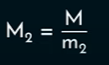 M₂ = M/m₂